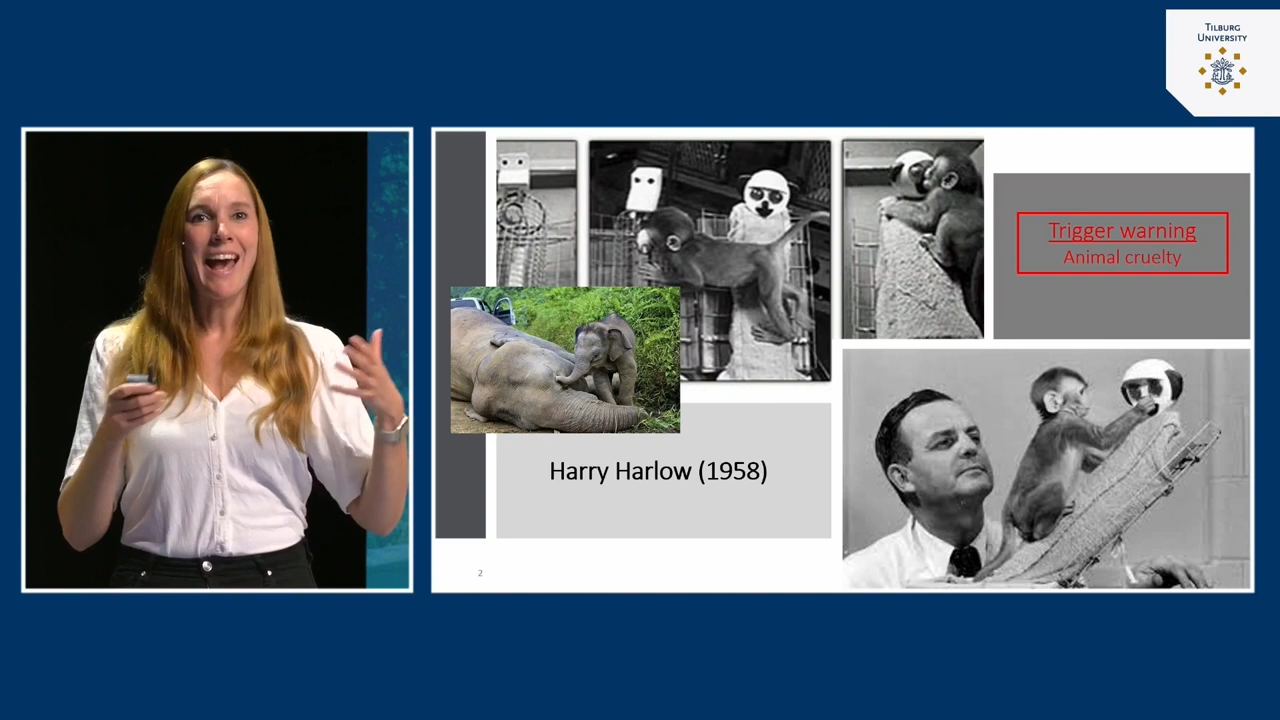 TILBURG
UNIVERSITY
Trigger warning
Animal cruelty
Harry Harlow (1958)
2